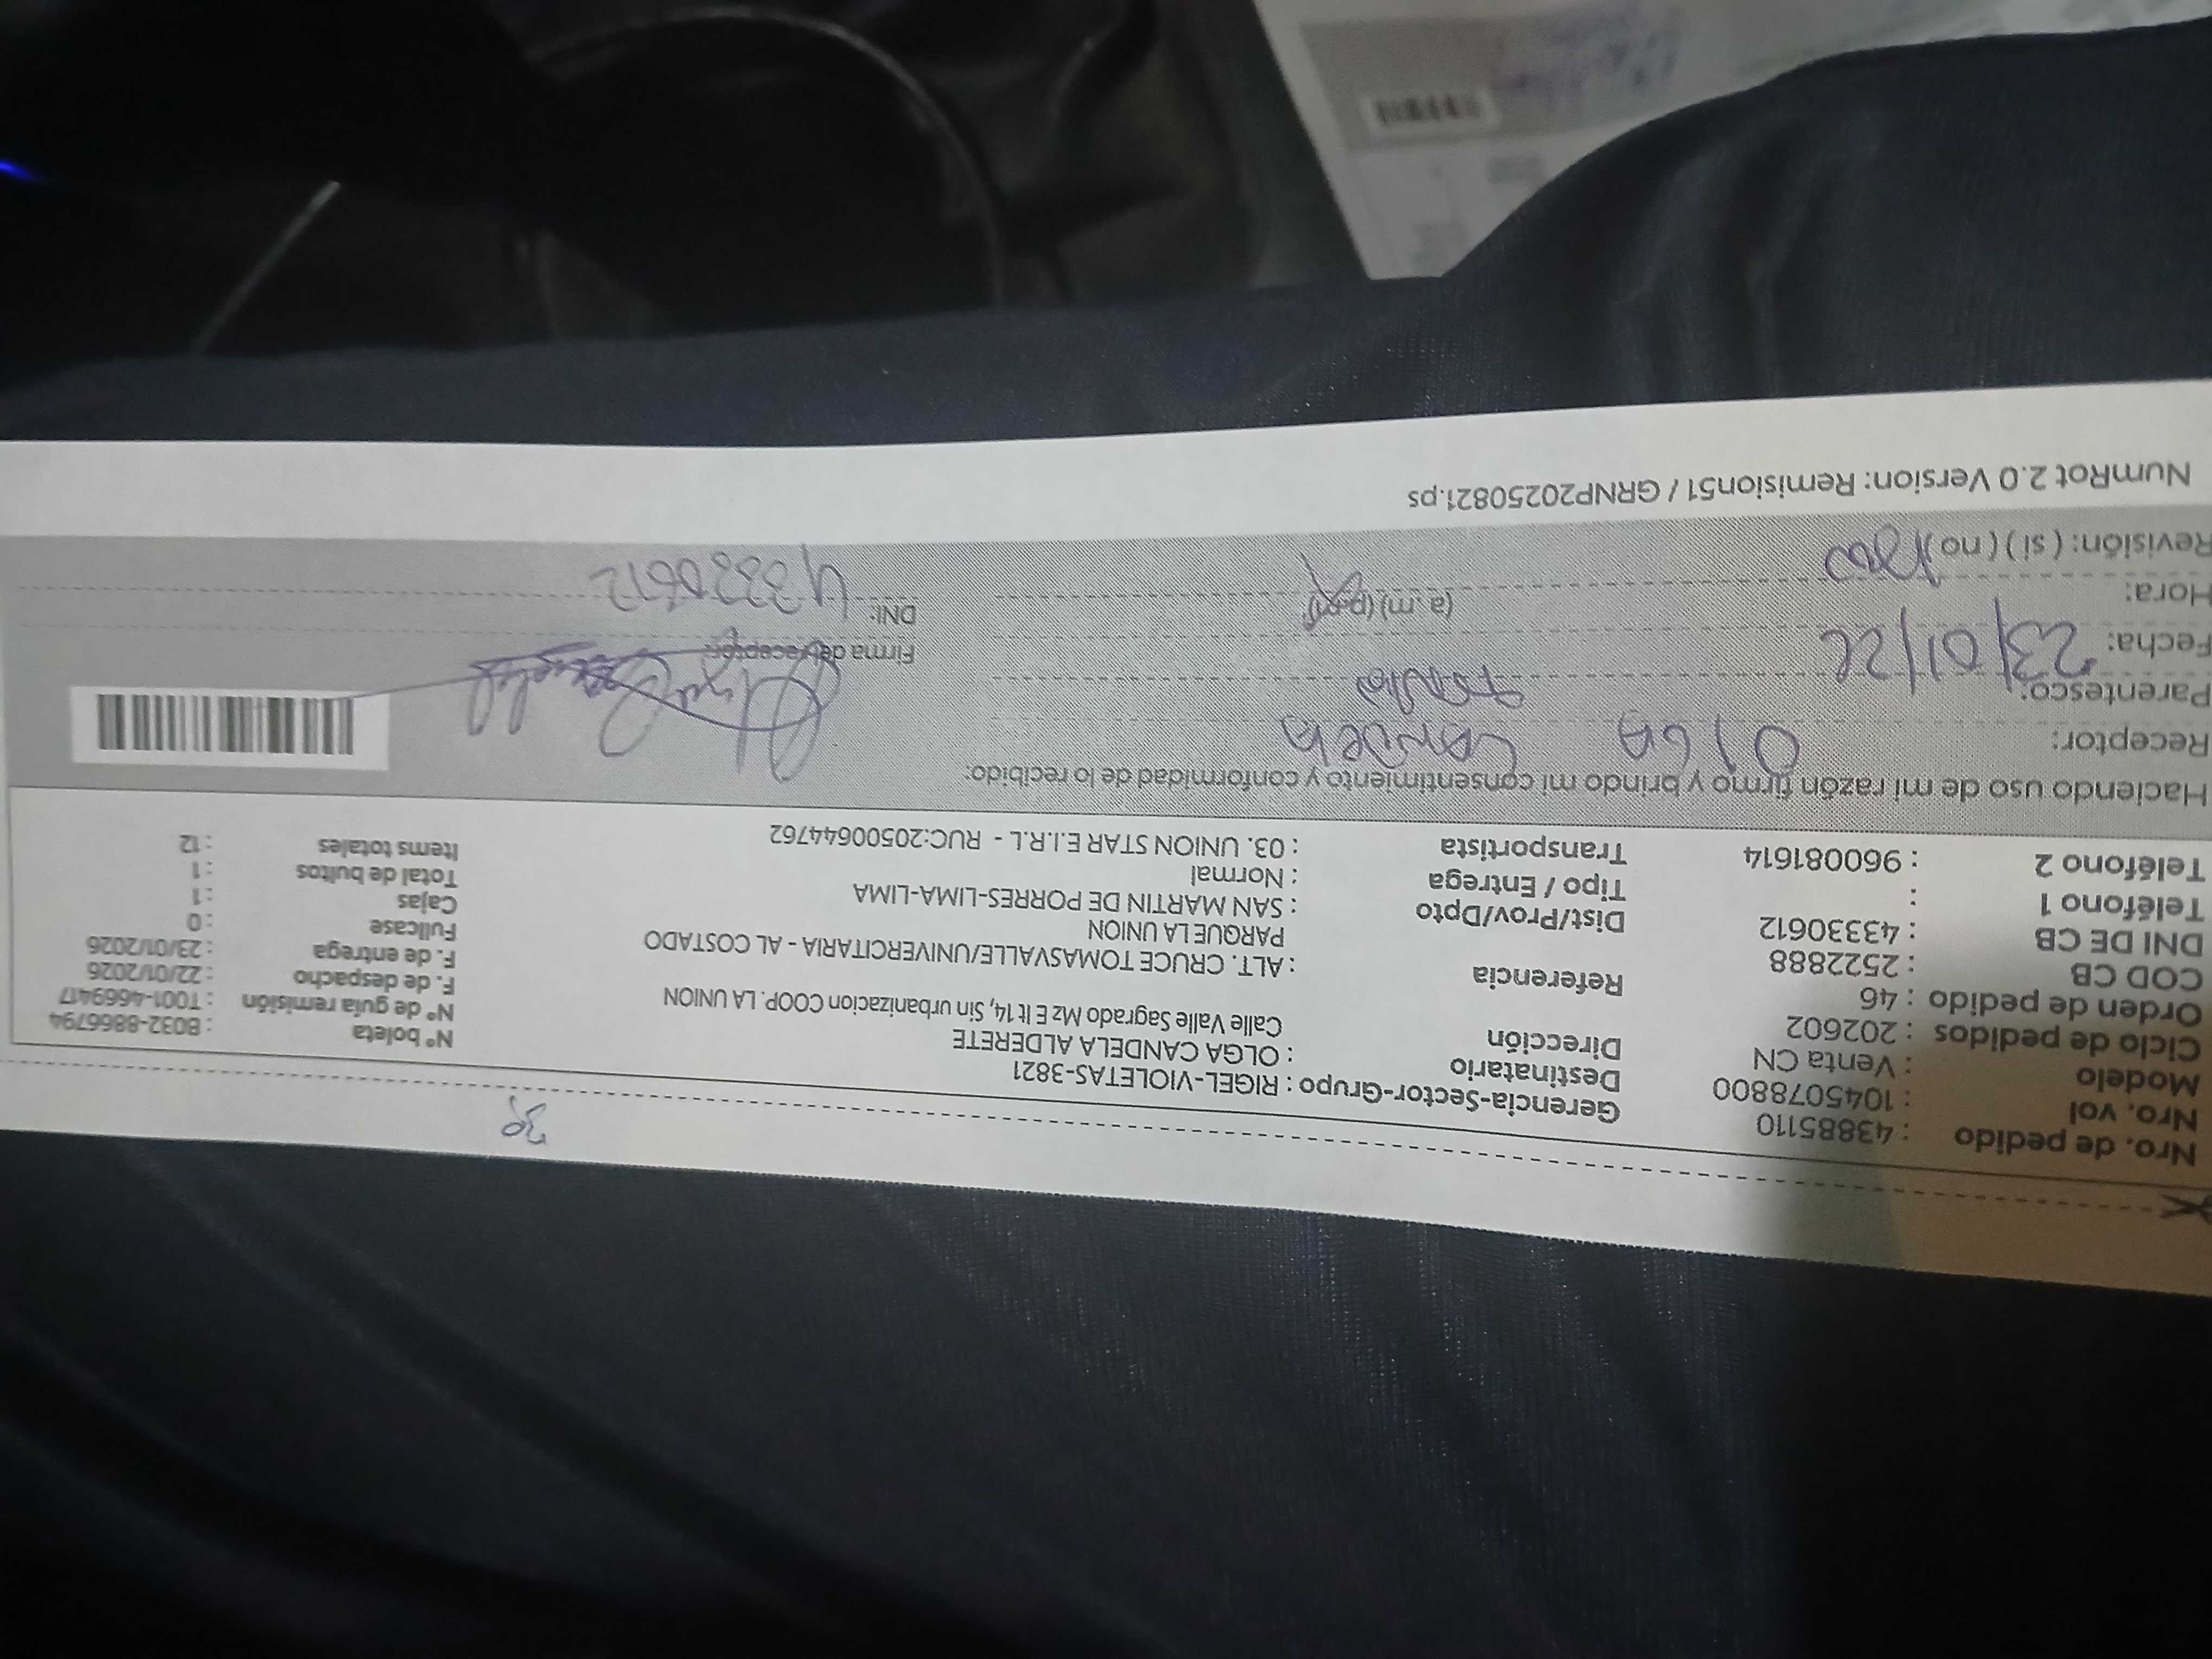 38
Nro. de pedido : 43885110
Nro. vol : 1045078800
Modelo : Venta CN
Ciclo de pedidos : 202602
Orden de pedido : 46
COD CB : 2522888
DNI DE CB : 43330612
Teléfono 1 :
Teléfono 2 : 960081614
Gerencia-Sector-Grupo : RIGEL-VIOLETAS-3821
Destinatario : OLGA CANDELA ALDERETE
Dirección Calle Valle Sagrado Mz E lt 14, Sin urbanizacion COOP. LA UNION
Referencia : ALT. CRUCE TOMASVALLE/UNIVERCITARIA - AL COSTADO
PARQUE LA UNION
Dist/Prov/Dpto : SAN MARTIN DE PORRES-LIMA-LIMA
Tipo / Entrega : Normal
Transportista : 03. UNION STAR E.I.R.L - RUC:20500644762
Nº boleta : B032-8866794
Nº de guía remisión : T001-4669417
F. de despacho : 22/01/2026
F. de entrega : 23/01/2026
Fullcase : 0
Cajas : 1
Total de bultos : 1
Items totales : 12
Haciendo uso de mi razón firmo y brindo mi consentimiento y conformidad de lo recibido:
Receptor: OlGA CANDElA
Parentesco: Titular
Fecha: 23/01/26
Hora: (a.m) (p.m)
Revisión: ( si ) ( no )
Firma del receptor:
DNI: 43330612
NumRot 2.0 Version: Remision51 / GRNP20250821.ps